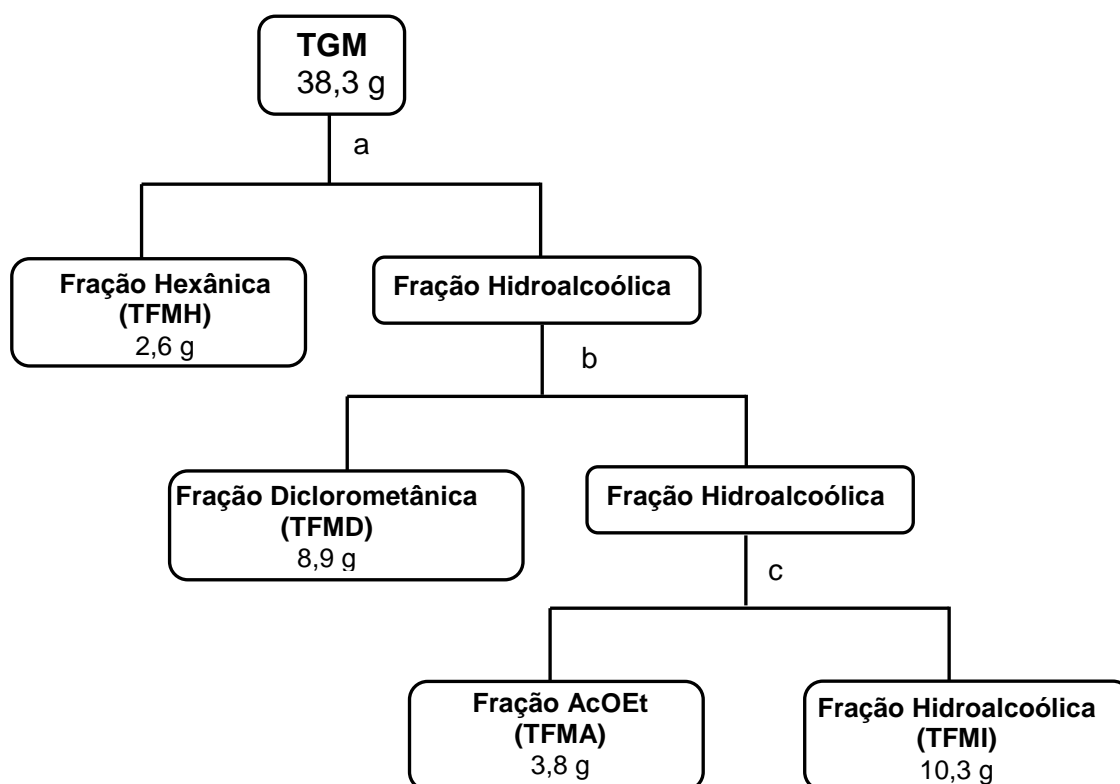 TGM
38,3 g
a
Fração Hexânica
(TFMH)
2,6 g
Fração Hidroalcoólica
b
Fração Diclorometânica
(TFMD)
8,9 g
Fração Hidroalcoólica
c
Fração AcOEt
(TFMA)
3,8 g
Fração Hidroalcoólica
(TFMI)
10,3 g